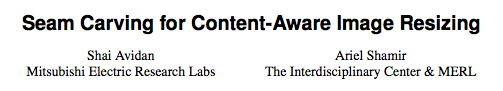 Seam Carving for Content-Aware Image Resizing
Shai Avidan
Mitsubishi Electric Research Labs
Ariel Shamir
The Interdisciplinary Center & MERL